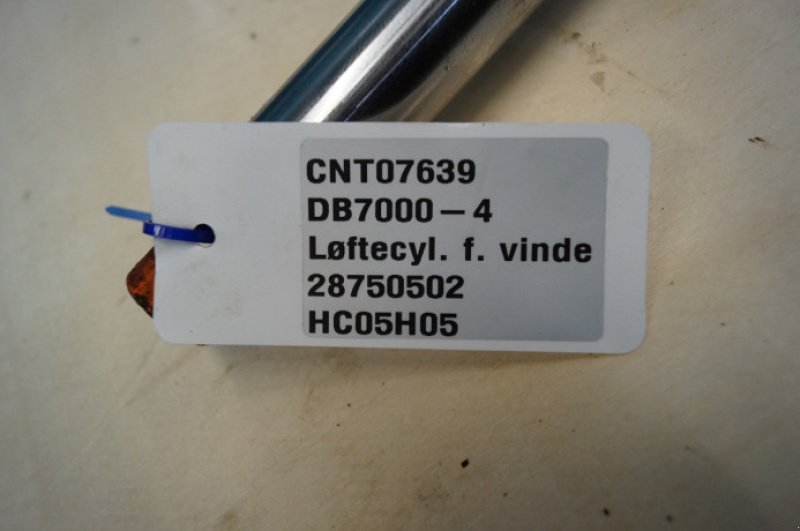 CNT07639
DB7000-4
Løftecyl. f. vinde
28750502
HC05H05